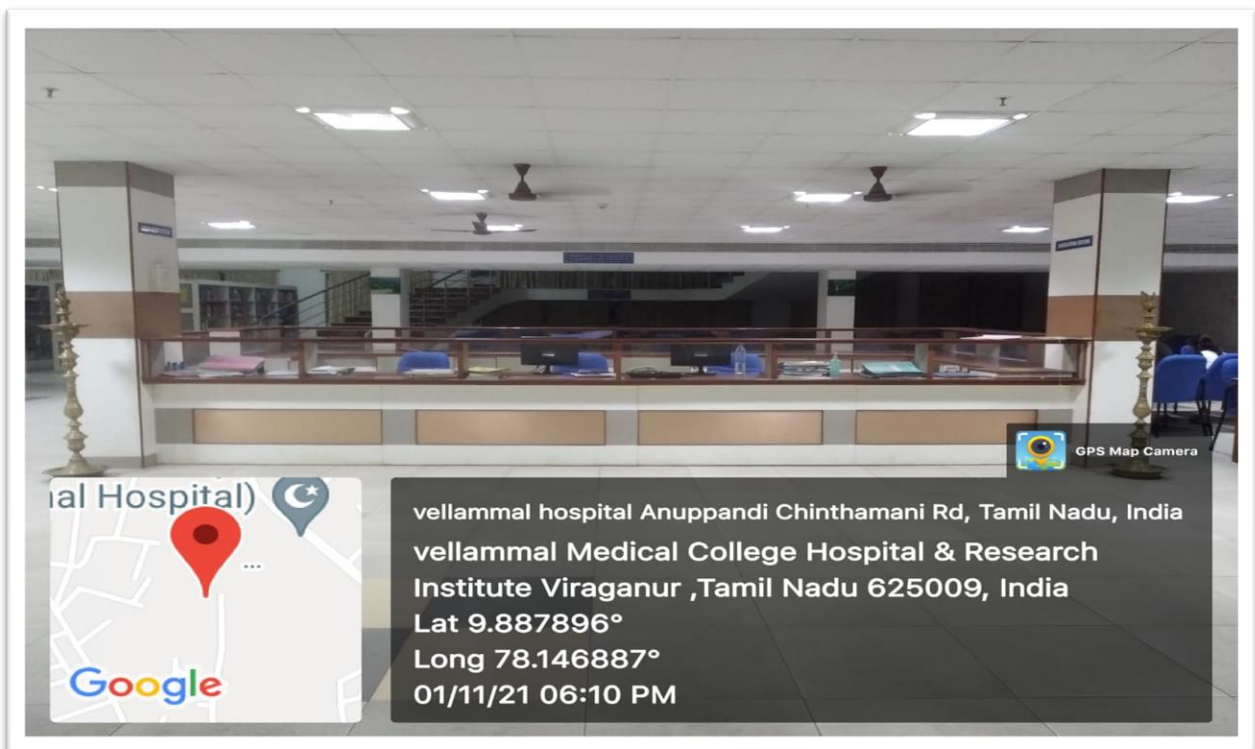 GPS Map Camera
ial Hospital)
...
Google
vellammal hospital Anuppandi Chinthamani Rd, Tamil Nadu, India
vellammal Medical College Hospital & Research
Institute Viraganur ,Tamil Nadu 625009, India
Lat 9.887896°
Long 78.146887°
01/11/21 06:10 PM